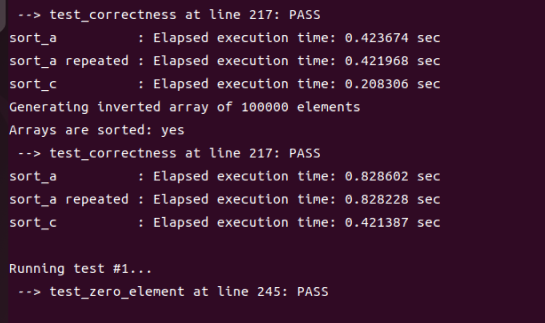 --> test_correctness at line 217: PASS
sort_a          : Elapsed execution time: 0.423674 sec
sort_a repeated : Elapsed execution time: 0.421968 sec
sort_c          : Elapsed execution time: 0.208306 sec
Generating inverted array of 100000 elements
Arrays are sorted: yes
 --> test_correctness at line 217: PASS
sort_a          : Elapsed execution time: 0.828602 sec
sort_a repeated : Elapsed execution time: 0.828228 sec
sort_c          : Elapsed execution time: 0.421387 sec
Running test #1...
 --> test_zero_element at line 245: PASS